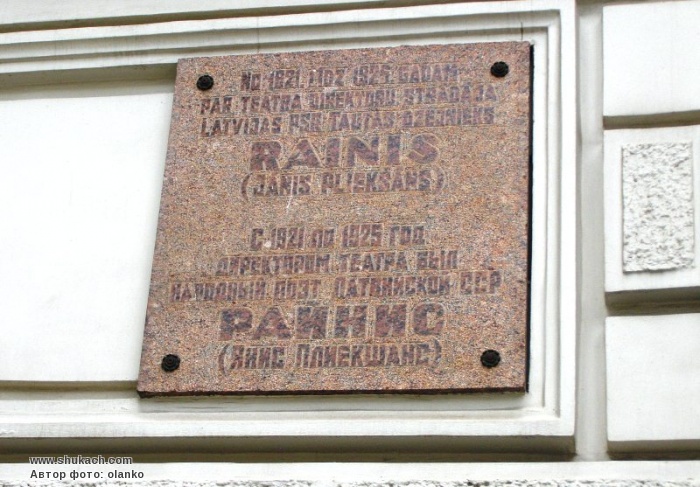 NO 1921 LĪDZ 1925 GADAM
PAR TEATRA DIREKTORU STRĀDĀJA
LATVIJAS PSR TAUTAS DZEJNIEKS
RAINIS
(JĀNIS PLIEKŠĀNS)
С 1921 ПО 1925 ГОД
ДИРЕКТОРОМ ТЕАТРА БЫЛ
НАРОДНЫЙ ПОЭТ ЛАТВИЙСКОЙ ССР
РАЙНИС
(ЯНИС ПЛИЕКШАНС)
www.shukach.com
Автор фото: olanko